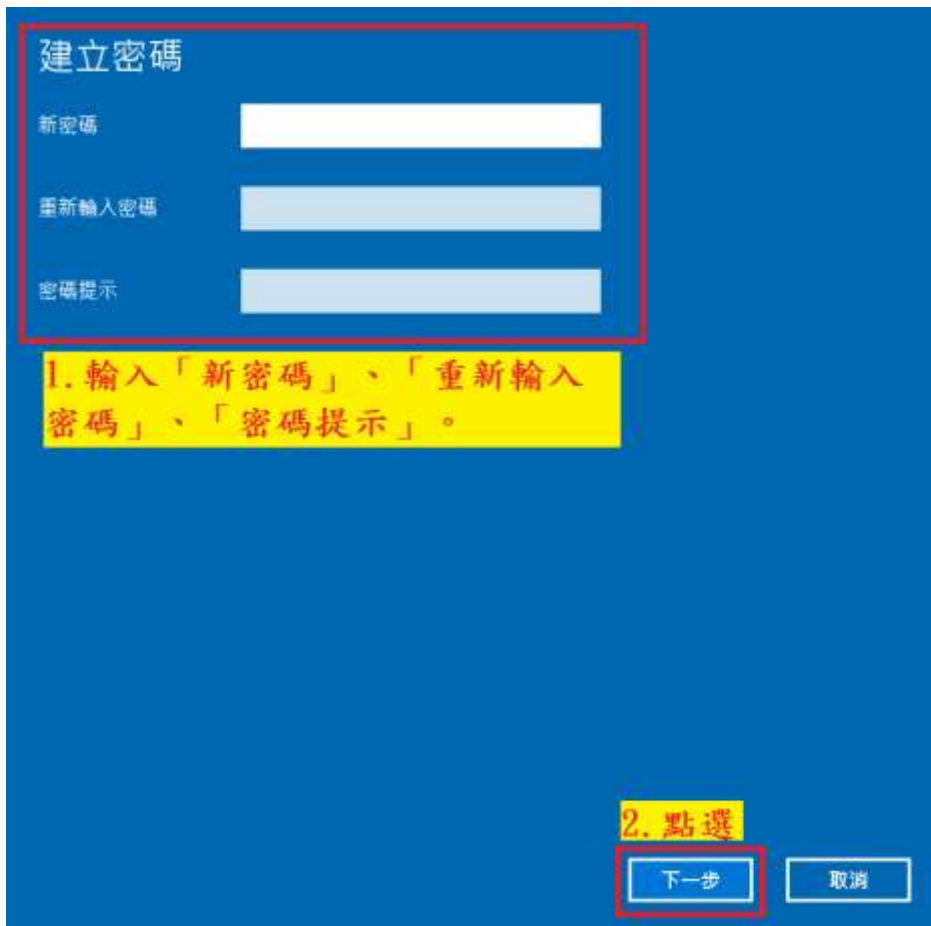 建立密碼
新密碼
重新輸入密碼
密碼提示
1.輸入「新密碼」、「重新輸入
密碼」、「密碼提示」。
2.點選
下一步
取消